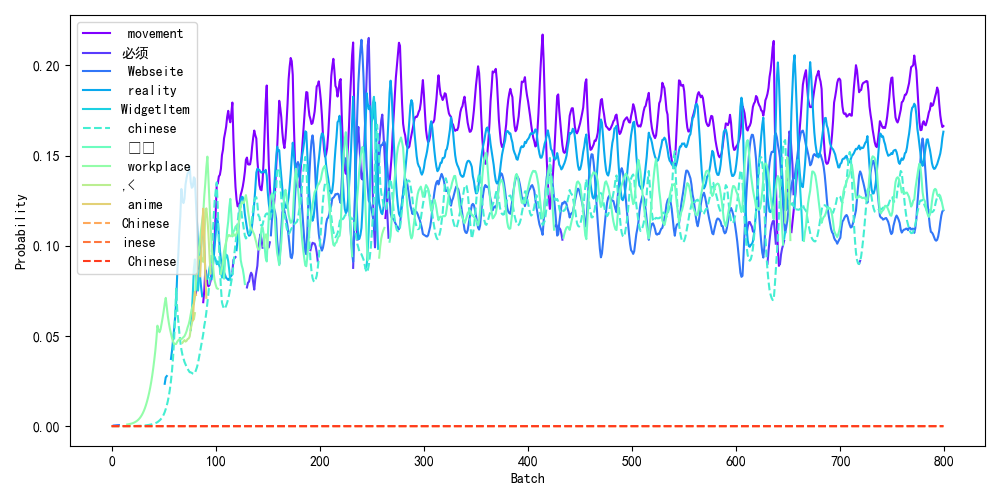 movement
必须
Webseite
reality
WidgetItem
chinese
□□
workplace
,<
anime
Chinese
inese
Chinese
0.20
0.15
0.10
0.05
0.00
Probability
0 100 200 300 400 500 600 700 800
Batch